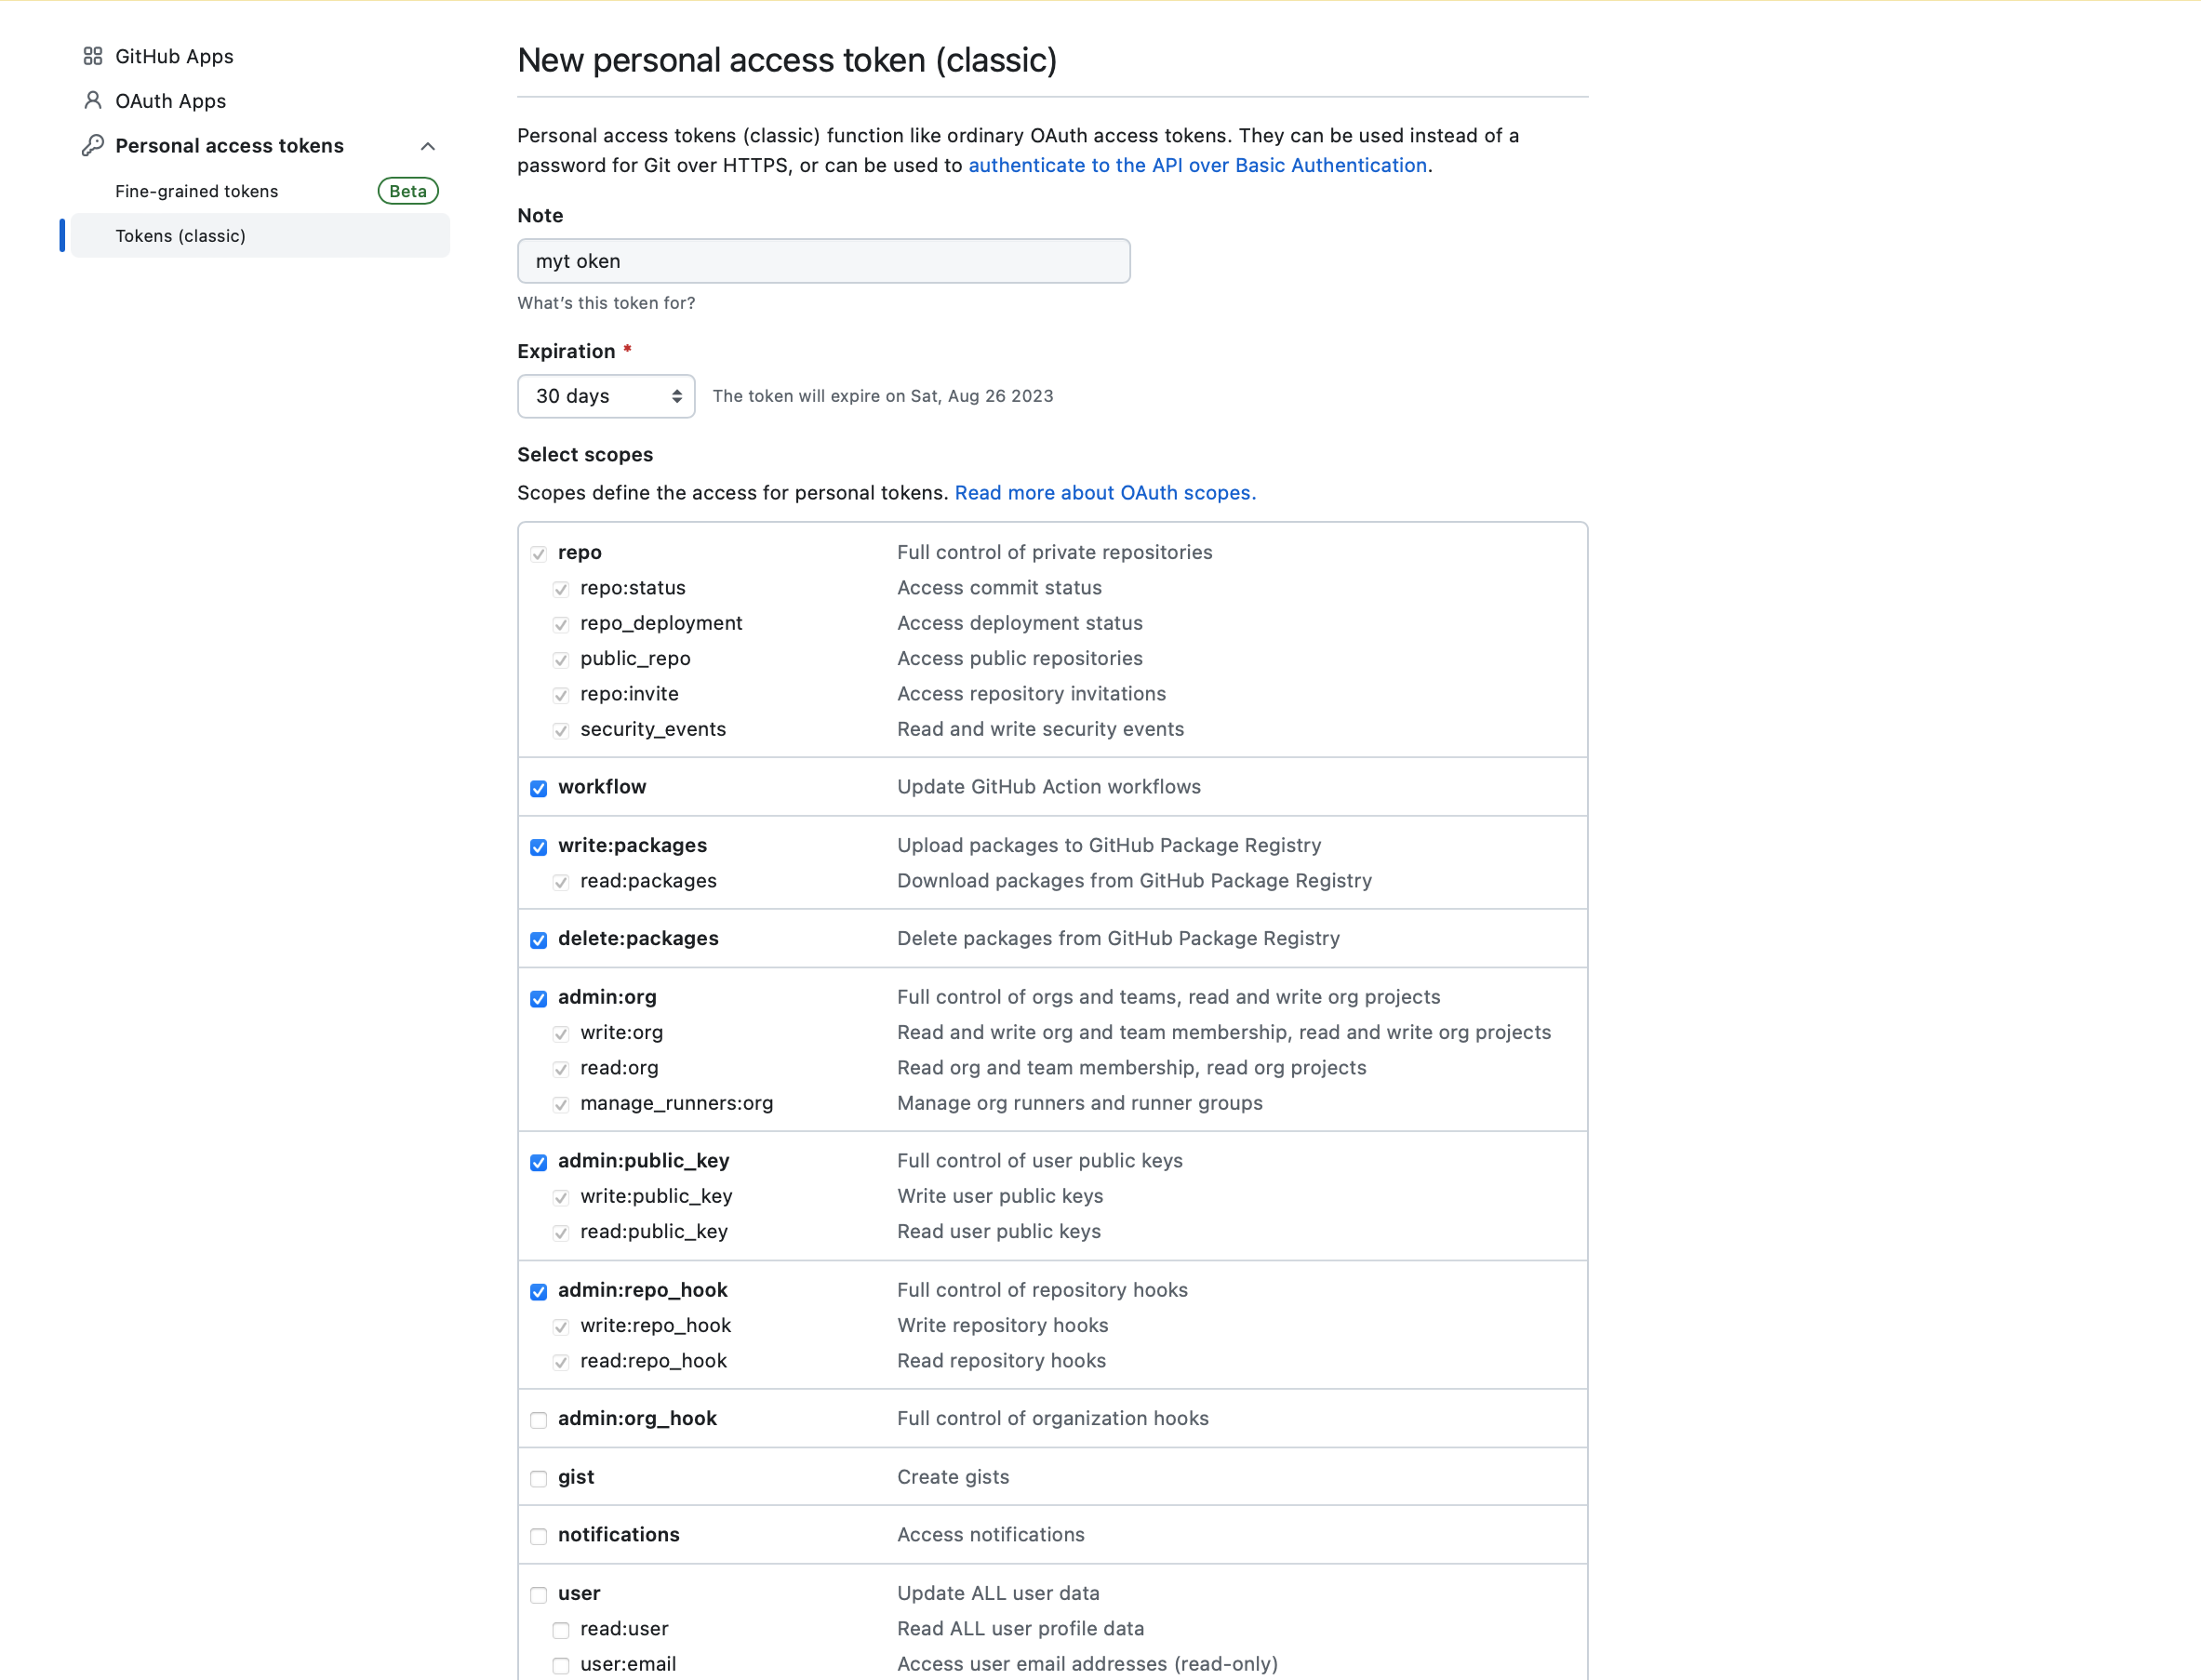 GitHub Apps
OAuth Apps
Personal access tokens
Fine-grained tokens Beta
Tokens (classic)
New personal access token (classic)
Personal access tokens (classic) function like ordinary OAuth access tokens. They can be used instead of a
password for Git over HTTPS, or can be used to authenticate to the API over Basic Authentication.
Note
myt oken
What's this token for?
Expiration *
30 days The token will expire on Sat, Aug 26 2023
Select scopes
Scopes define the access for personal tokens. Read more about OAuth scopes.
repo Full control of private repositories
repo:status Access commit status
repo_deployment Access deployment status
public_repo Access public repositories
repo:invite Access repository invitations
security_events Read and write security events
workflow Update GitHub Action workflows
write:packages Upload packages to GitHub Package Registry
read:packages Download packages from GitHub Package Registry
delete:packages Delete packages from GitHub Package Registry
admin:org Full control of orgs and teams, read and write org projects
write:org Read and write org and team membership, read and write org projects
read:org Read org and team membership, read org projects
manage_runners:org Manage org runners and runner groups
admin:public_key Full control of user public keys
write:public_key Write user public keys
read:public_key Read user public keys
admin:repo_hook Full control of repository hooks
write:repo_hook Write repository hooks
read:repo_hook Read repository hooks
admin:org_hook Full control of organization hooks
gist Create gists
notifications Access notifications
user Update ALL user data
read:user Read ALL user profile data
user:email Access user email addresses (read-only)